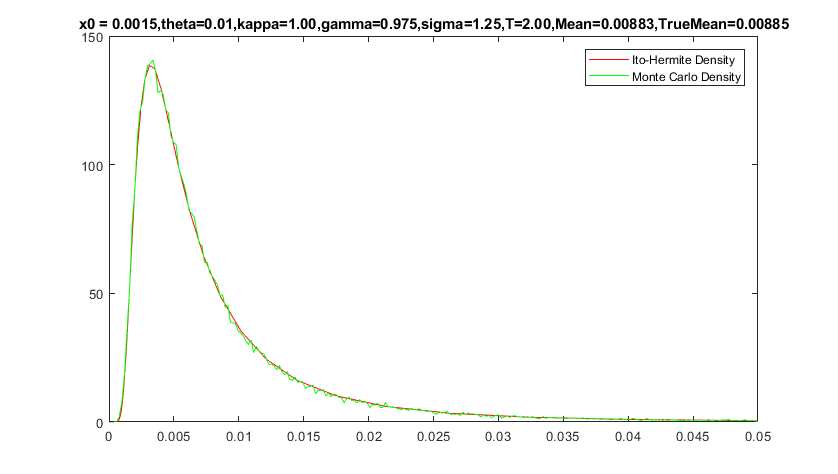 x0 = 0.0015,theta=0.01,kappa=1.00,gamma=0.975,sigma=1.25,T=2.00,Mean=0.00883,TrueMean=0.00885
150
Ito-Hermite Density
Monte Carlo Density
100
50
0
0 0.005 0.01 0.015 0.02 0.025 0.03 0.035 0.04 0.045 0.05